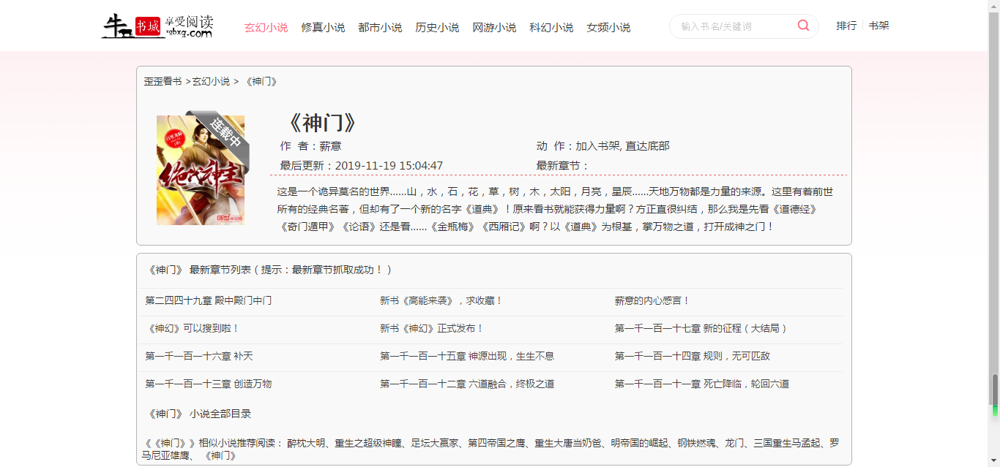 牛书城 享受阅读
xgbxg.com
玄幻小说 修真小说 都市小说 历史小说 网游小说 科幻小说 女频小说 输入书名/关键词 排行 书架
歪歪看书 >玄幻小说 > 《神门》
连载中
绝代神主
《神门》
作 者：薪意 动 作：加入书架, 直达底部
最后更新：2019-11-19 15:04:47 最新章节：
这是一个诡异莫名的世界……山，水，石，花，草，树，木，太阳，月亮，星辰……天地万物都是力量的来源。这里有着前世
所有的经典名著，但却有了一个新的名字《道典》！原来看书就能获得力量啊？方正直很纠结，那么我是先看《道德经》
《奇门遁甲》《论语》还是看……《金瓶梅》《西厢记》啊？以《道典》为根基，掌万物之道，打开成神之门！
《神门》 最新章节列表（提示：最新章节抓取成功！）
第二四四十九章 殿中殿门中门 新书《高能来袭》，求收藏！ 薪意的内心感言！
《神幻》可以搜到啦！ 新书《神幻》正式发布！ 第一千一百一十七章 新的征程（大结局）
第一千一百一十六章 补天 第一千一百一十五章 神源出现，生生不息 第一千一百一十四章 规则，无可匹敌
第一千一百一十三章 创造万物 第一千一百一十二章 六道融合，终极之道 第一千一百一十一章 死亡降临，轮回六道
《神门》 小说全部目录
《《神门》》相似小说推荐阅读： 醉枕大明、重生之超级神瞳、足坛大赢家、第四帝国之鹰、重生大唐当奶爸、明帝国的崛起、钢铁燃魂、龙门、三国重生马孟起、罗
马尼亚雄鹰、 《神门》